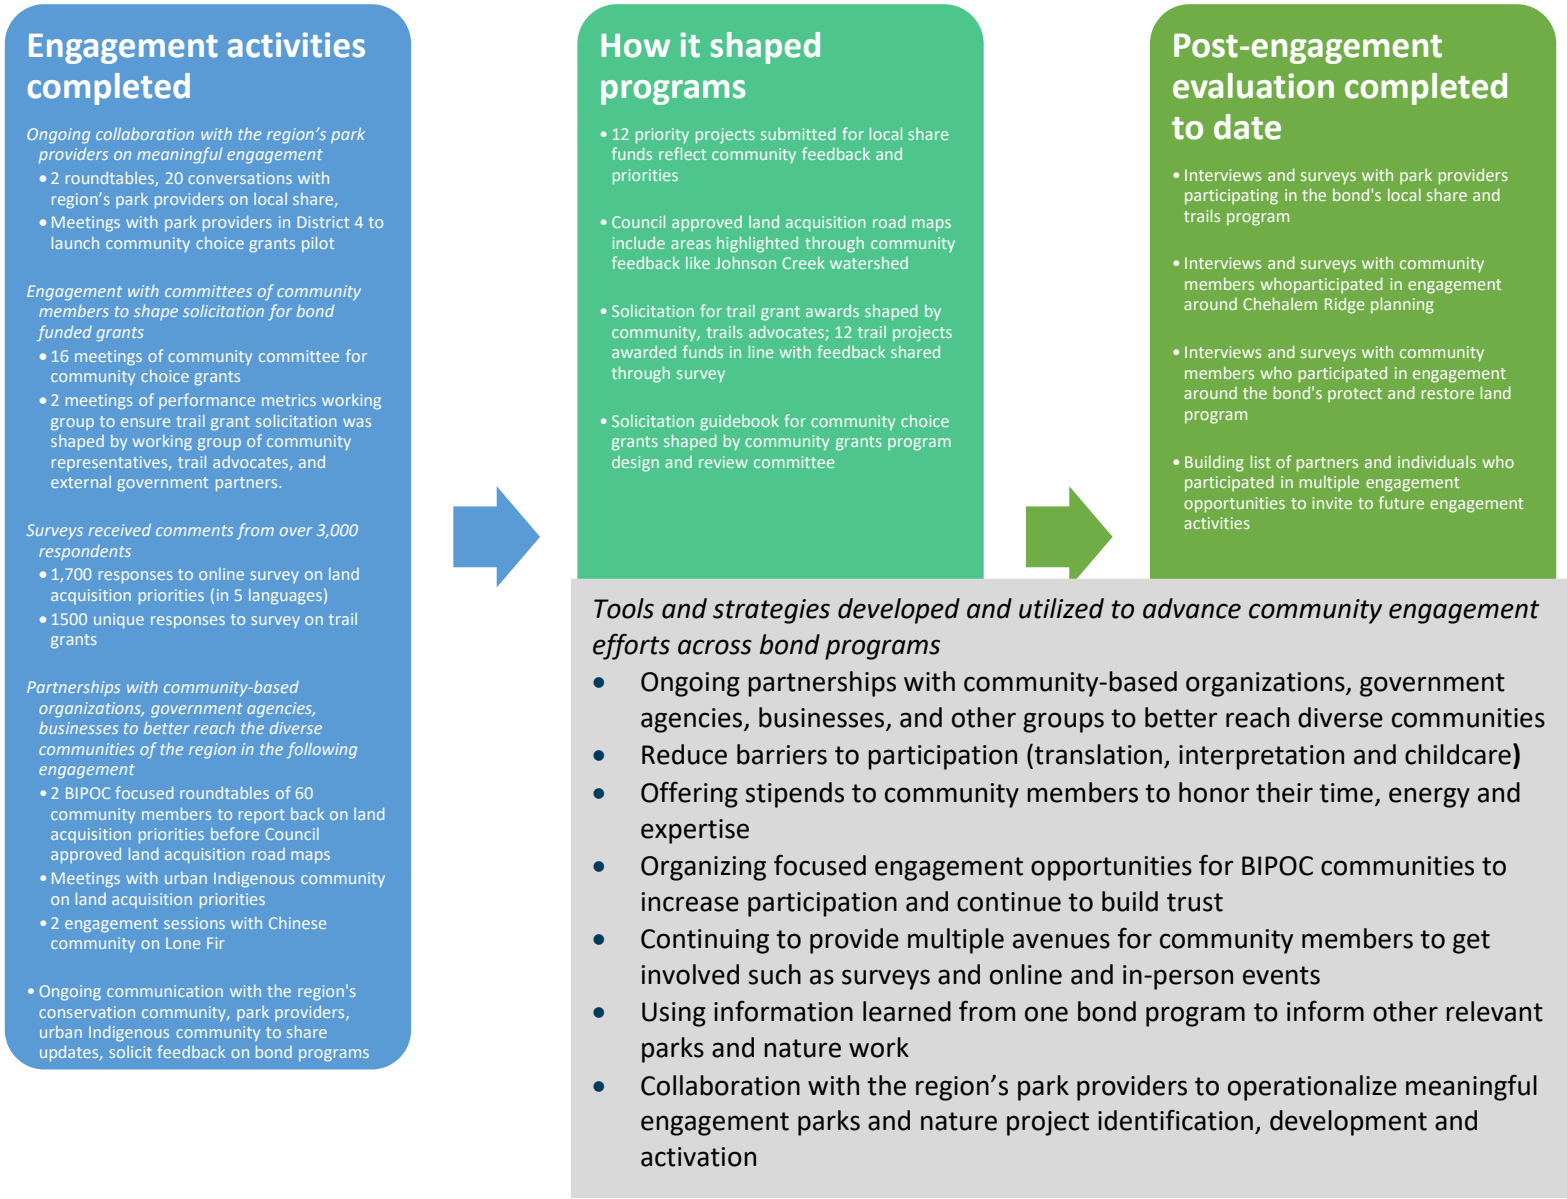 Engagement activities
completed
Ongoing collaboration with the region's park
providers on meaningful engagement
• 2 roundtables, 20 conversations with
region's park providers on local share,
• Meetings with park providers in District 4 to
launch community choice grants pilot
Engagement with committees of community
members to shape solicitation for bond
funded grants
• 16 meetings of community committee for
community choice grants
• 2 meetings of performance metrics working
group to ensure trail grant solicitation was
shaped by working group of community
representatives, trail advocates, and
external government partners.
Surveys received comments from over 3,000
respondents
• 1,700 responses to online survey on land
acquisition priorities (in 5 languages)
• 1500 unique responses to survey on trail
grants
Partnerships with community-based
organizations, government agencies,
businesses to better reach the diverse
communities of the region in the following
engagement
• 2 BIPOC focused roundtables of 60
community members to report back on land
acquisition priorities before Council
approved land acquisition road maps
• Meetings with urban Indigenous community
on land acquisition priorities
• 2 engagement sessions with Chinese
community on Lone Fir
• Ongoing communication with the region's
conservation community, park providers,
urban Indigenous community to share
updates, solicit feedback on bond programs
How it shaped
programs
• 12 priority projects submitted for local share
funds reflect community feedback and
priorities
• Council approved land acquisition road maps
include areas highlighted through community
feedback like Johnson Creek watershed
• Solicitation for trail grant awards shaped by
community, trails advocates; 12 trail projects
awarded funds in line with feedback shared
through survey
• Solicitation guidebook for community choice
grants shaped by community grants program
design and review committee
Post-engagement
evaluation completed
to date
• Interviews and surveys with park providers
participating in the bond's local share and
trails program
• Interviews and surveys with community
members whoparticipated in engagement
around Chehalem Ridge planning
• Interviews and surveys with community
members who participated in engagement
around the bond's protect and restore land
program
• Building list of partners and individuals who
participated in multiple engagement
opportunities to invite to future engagement
activities
Tools and strategies developed and utilized to advance community engagement
efforts across bond programs
• Ongoing partnerships with community-based organizations, government
agencies, businesses, and other groups to better reach diverse communities
• Reduce barriers to participation (translation, interpretation and childcare)
• Offering stipends to community members to honor their time, energy and
expertise
• Organizing focused engagement opportunities for BIPOC communities to
increase participation and continue to build trust
• Continuing to provide multiple avenues for community members to get
involved such as surveys and online and in-person events
• Using information learned from one bond program to inform other relevant
parks and nature work
• Collaboration with the region's park providers to operationalize meaningful
engagement parks and nature project identification, development and
activation